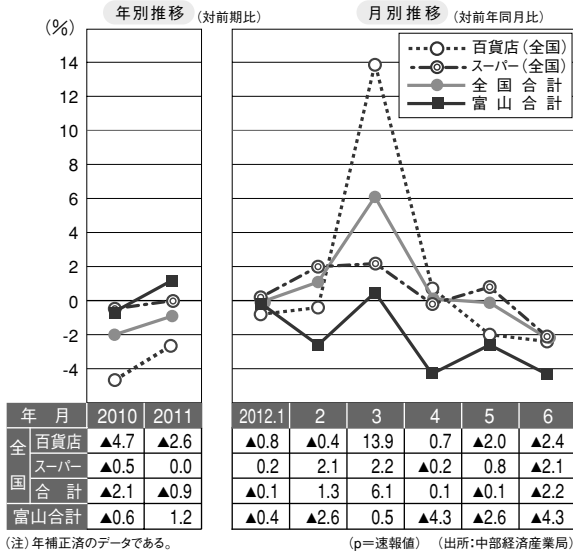 年別推移 (対前期比) 月別推移 (対前年同月比)
(%)
百貨店(全国)
スーパー(全国)
全国合計
富山合計
14
12
10
8
6
4
2
0
-2
-4
年 月 2010 2011 2012.1 2 3 4 5 6
全国 百貨店 ▲4.7 ▲2.6 ▲0.8 ▲0.4 13.9 0.7 ▲2.0 ▲2.4
スーパー ▲0.5 0.0 0.2 2.1 2.2 ▲0.2 0.8 ▲2.1
合計 ▲2.1 ▲0.9 ▲0.1 1.3 6.1 0.1 ▲0.1 ▲2.2
富山合計 ▲0.6 1.2 ▲0.4 ▲2.6 0.5 ▲4.3 ▲2.6 ▲4.3
(注)年補正済のデータである。 (p=速報値) (出所:中部経済産業局)